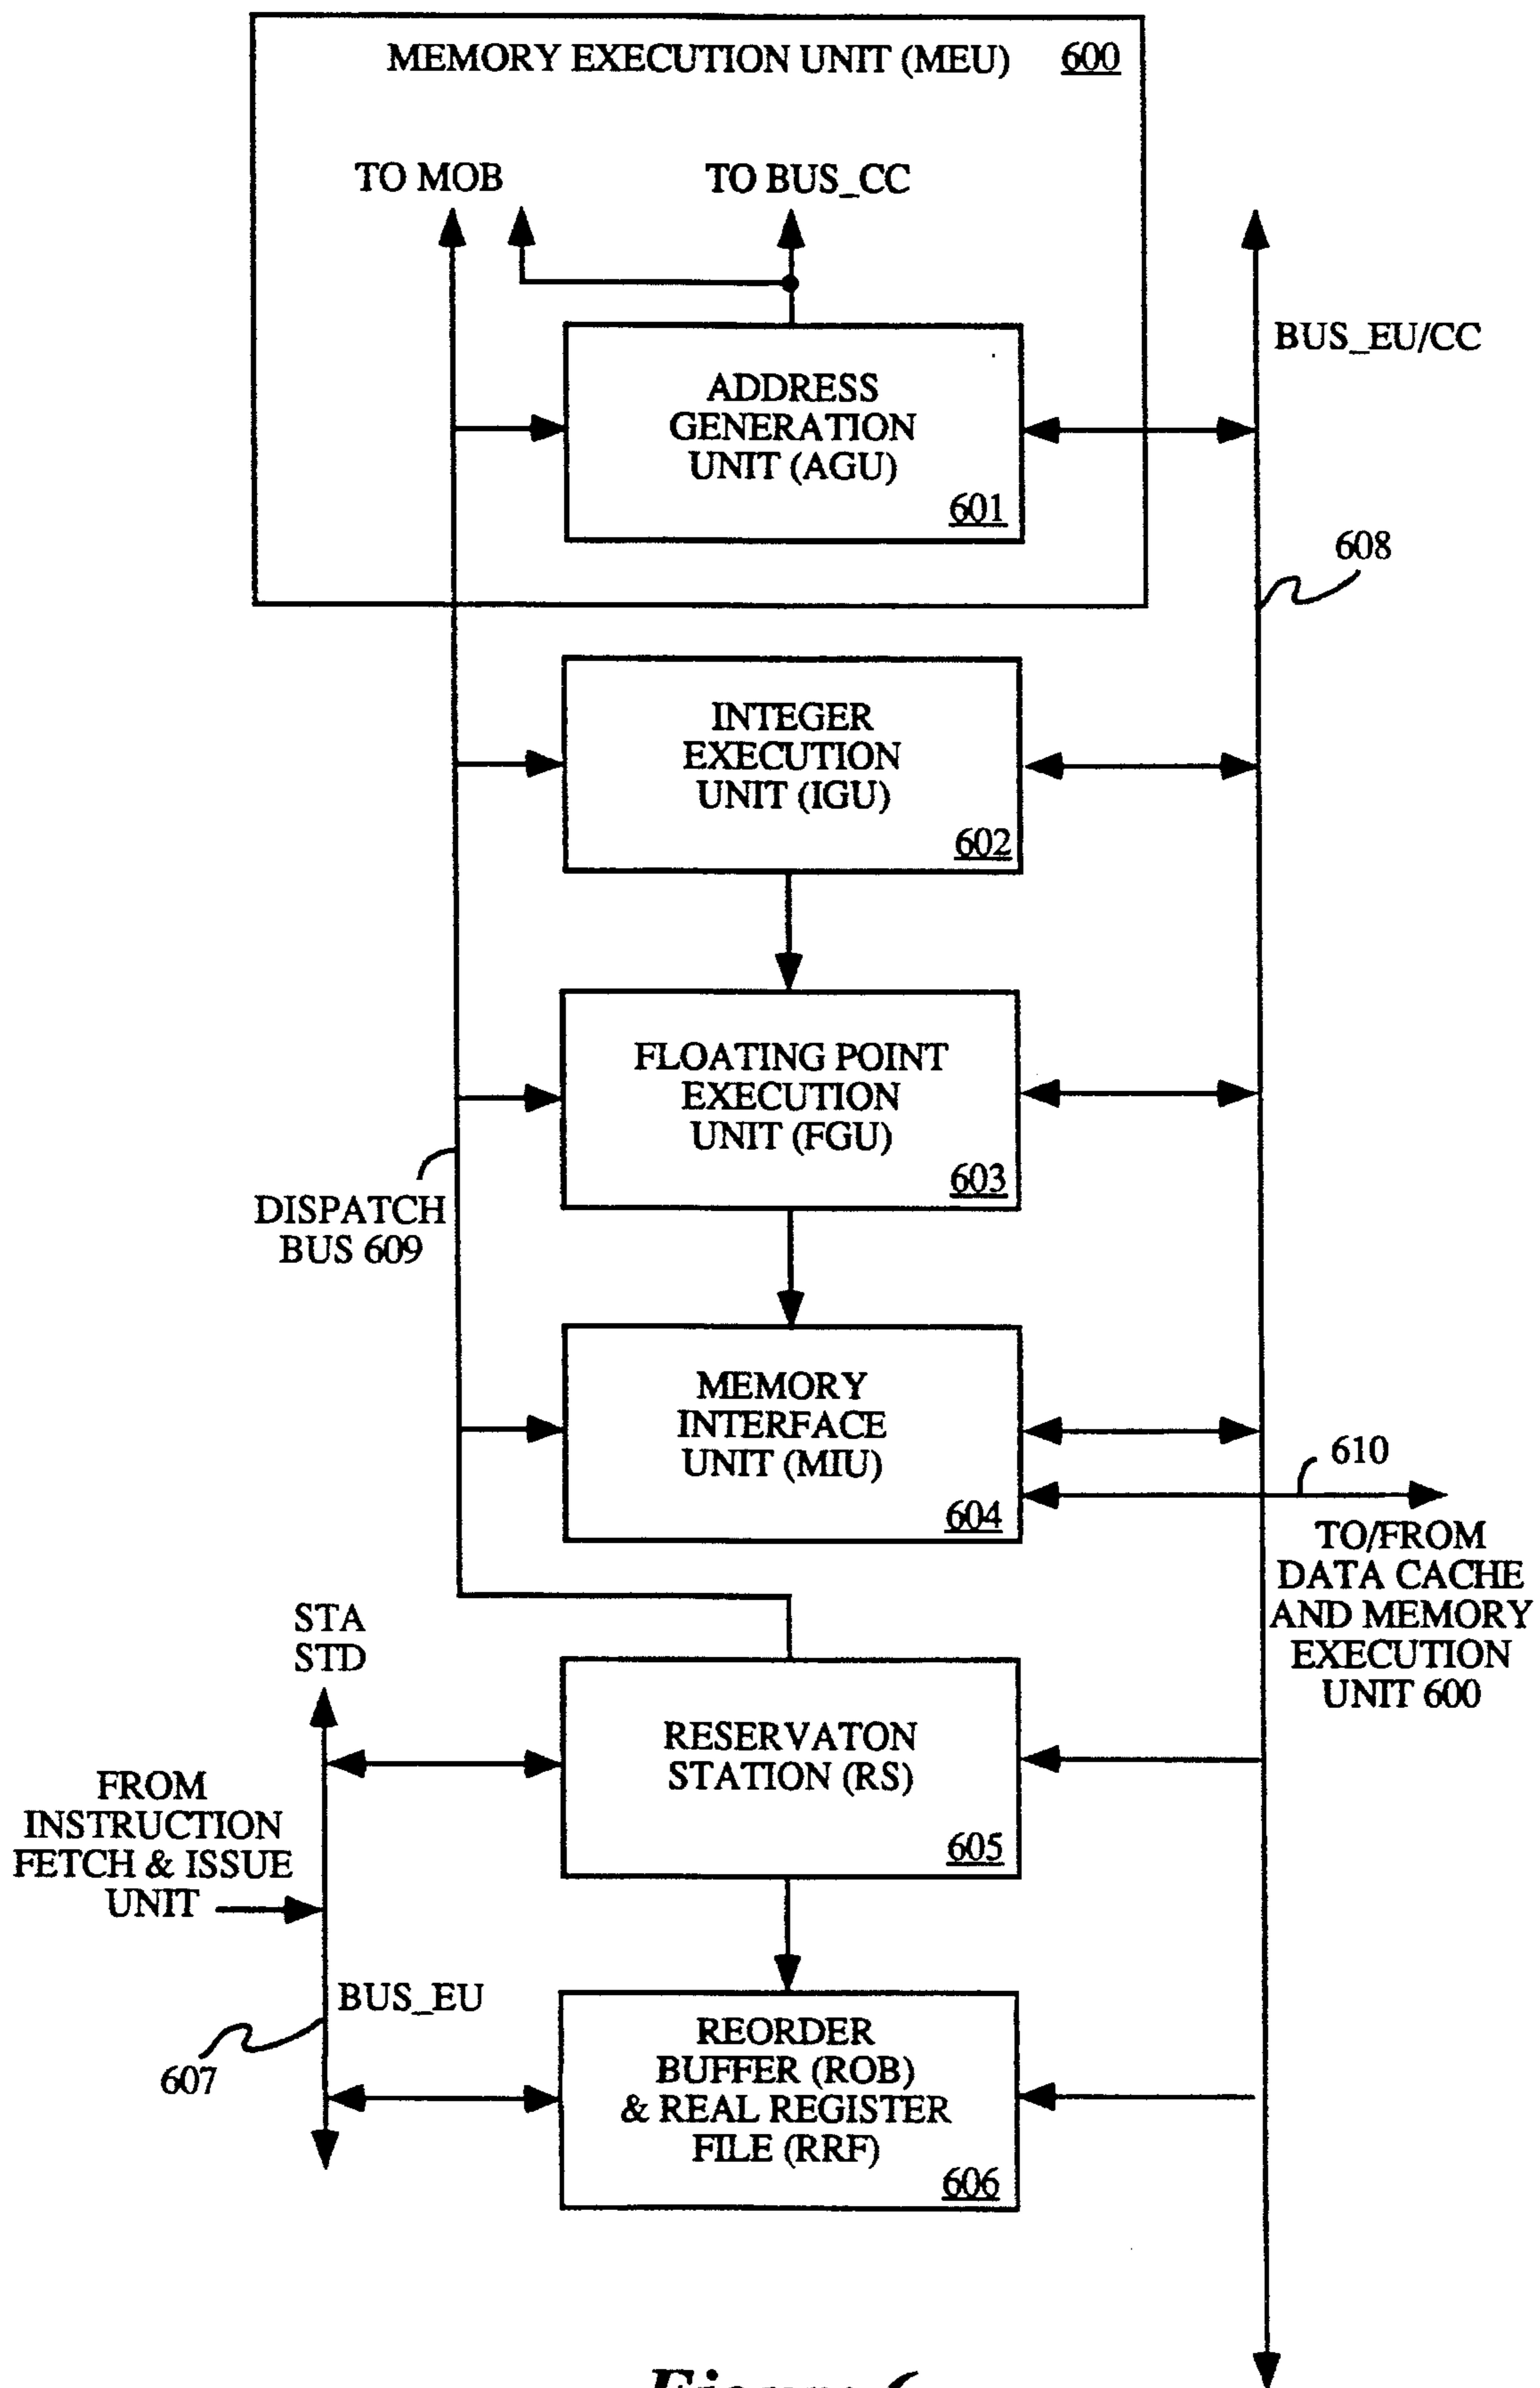 MEMORY EXECUTION UNIT (MEU) 600
TO MOB
TO BUS_CC
BUS_EU/CC
ADDRESS
GENERATION
UNIT (AGU)
601
608
INTEGER
EXECUTION
UNIT (IGU)
602
FLOATING POINT
EXECUTION
UNIT (FGU)
603
DISPATCH
BUS 609
MEMORY
INTERFACE
UNIT (MIU)
604
610
TO/FROM
DATA CACHE
AND MEMORY
EXECUTION
UNIT 600
STA
STD
RESERVATON
STATION (RS)
605
FROM
INSTRUCTION
FETCH & ISSUE
UNIT
BUS_EU
607
REORDER
BUFFER (ROB)
& REAL REGISTER
FILE (RRF)
606
Figure 6